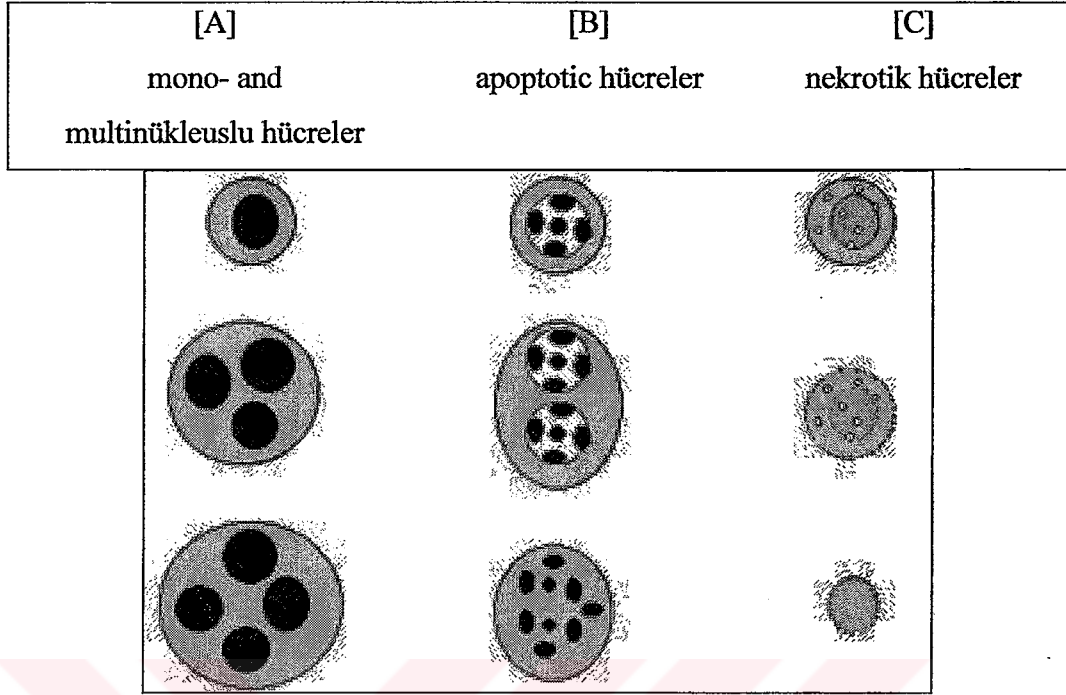 [A] [B] [C]
mono- and apoptotic hücreler nekrotik hücreler
multinükleuslu hücreler